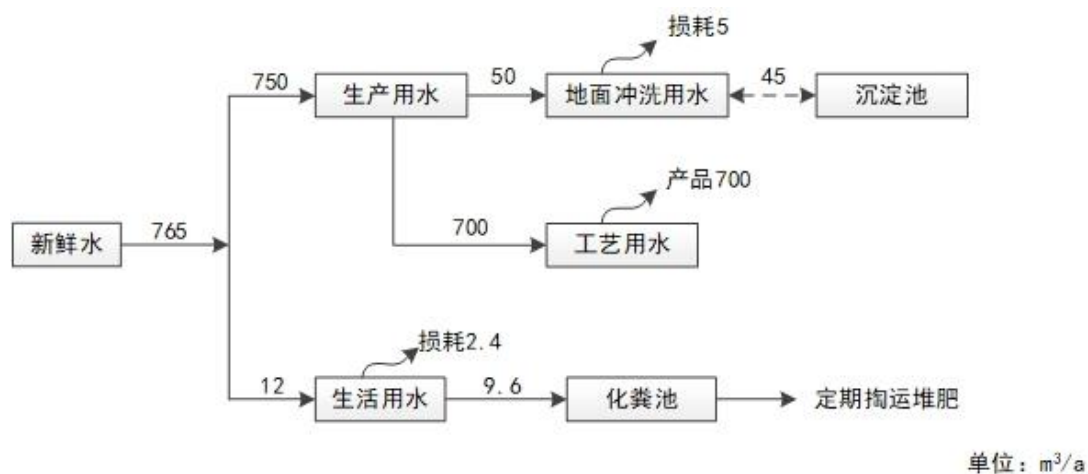 损耗5
750
生产用水
50
地面冲洗用水
45
沉淀池
产品700
新鲜水
765
700
工艺用水
损耗2.4
12
生活用水
9.6
化粪池
定期掏运堆肥
单位：m³/a